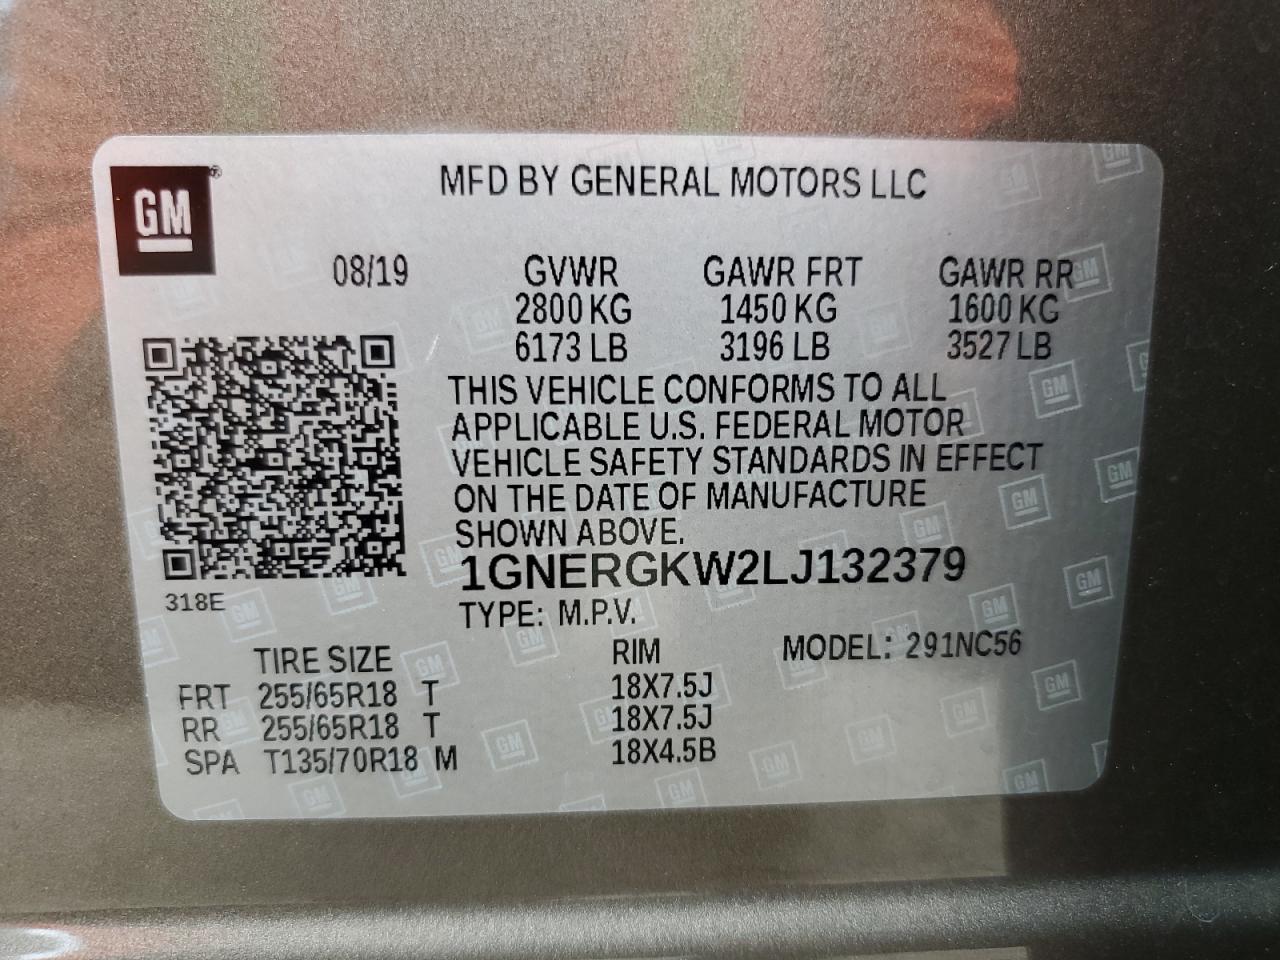 GM ®
MFD BY GENERAL MOTORS LLC
08/19 GVWR GAWR FRT GAWR RR
2800 KG 1450 KG 1600 KG
6173 LB 3196 LB 3527 LB
THIS VEHICLE CONFORMS TO ALL
APPLICABLE U.S. FEDERAL MOTOR
VEHICLE SAFETY STANDARDS IN EFFECT
ON THE DATE OF MANUFACTURE
SHOWN ABOVE.
1GNERGKW2LJ132379
318E
TYPE: M.P.V.
TIRE SIZE RIM MODEL: 291NC56
FRT 255/65R18 T 18X7.5J
RR 255/65R18 T 18X7.5J
SPA T135/70R18 M 18X4.5B